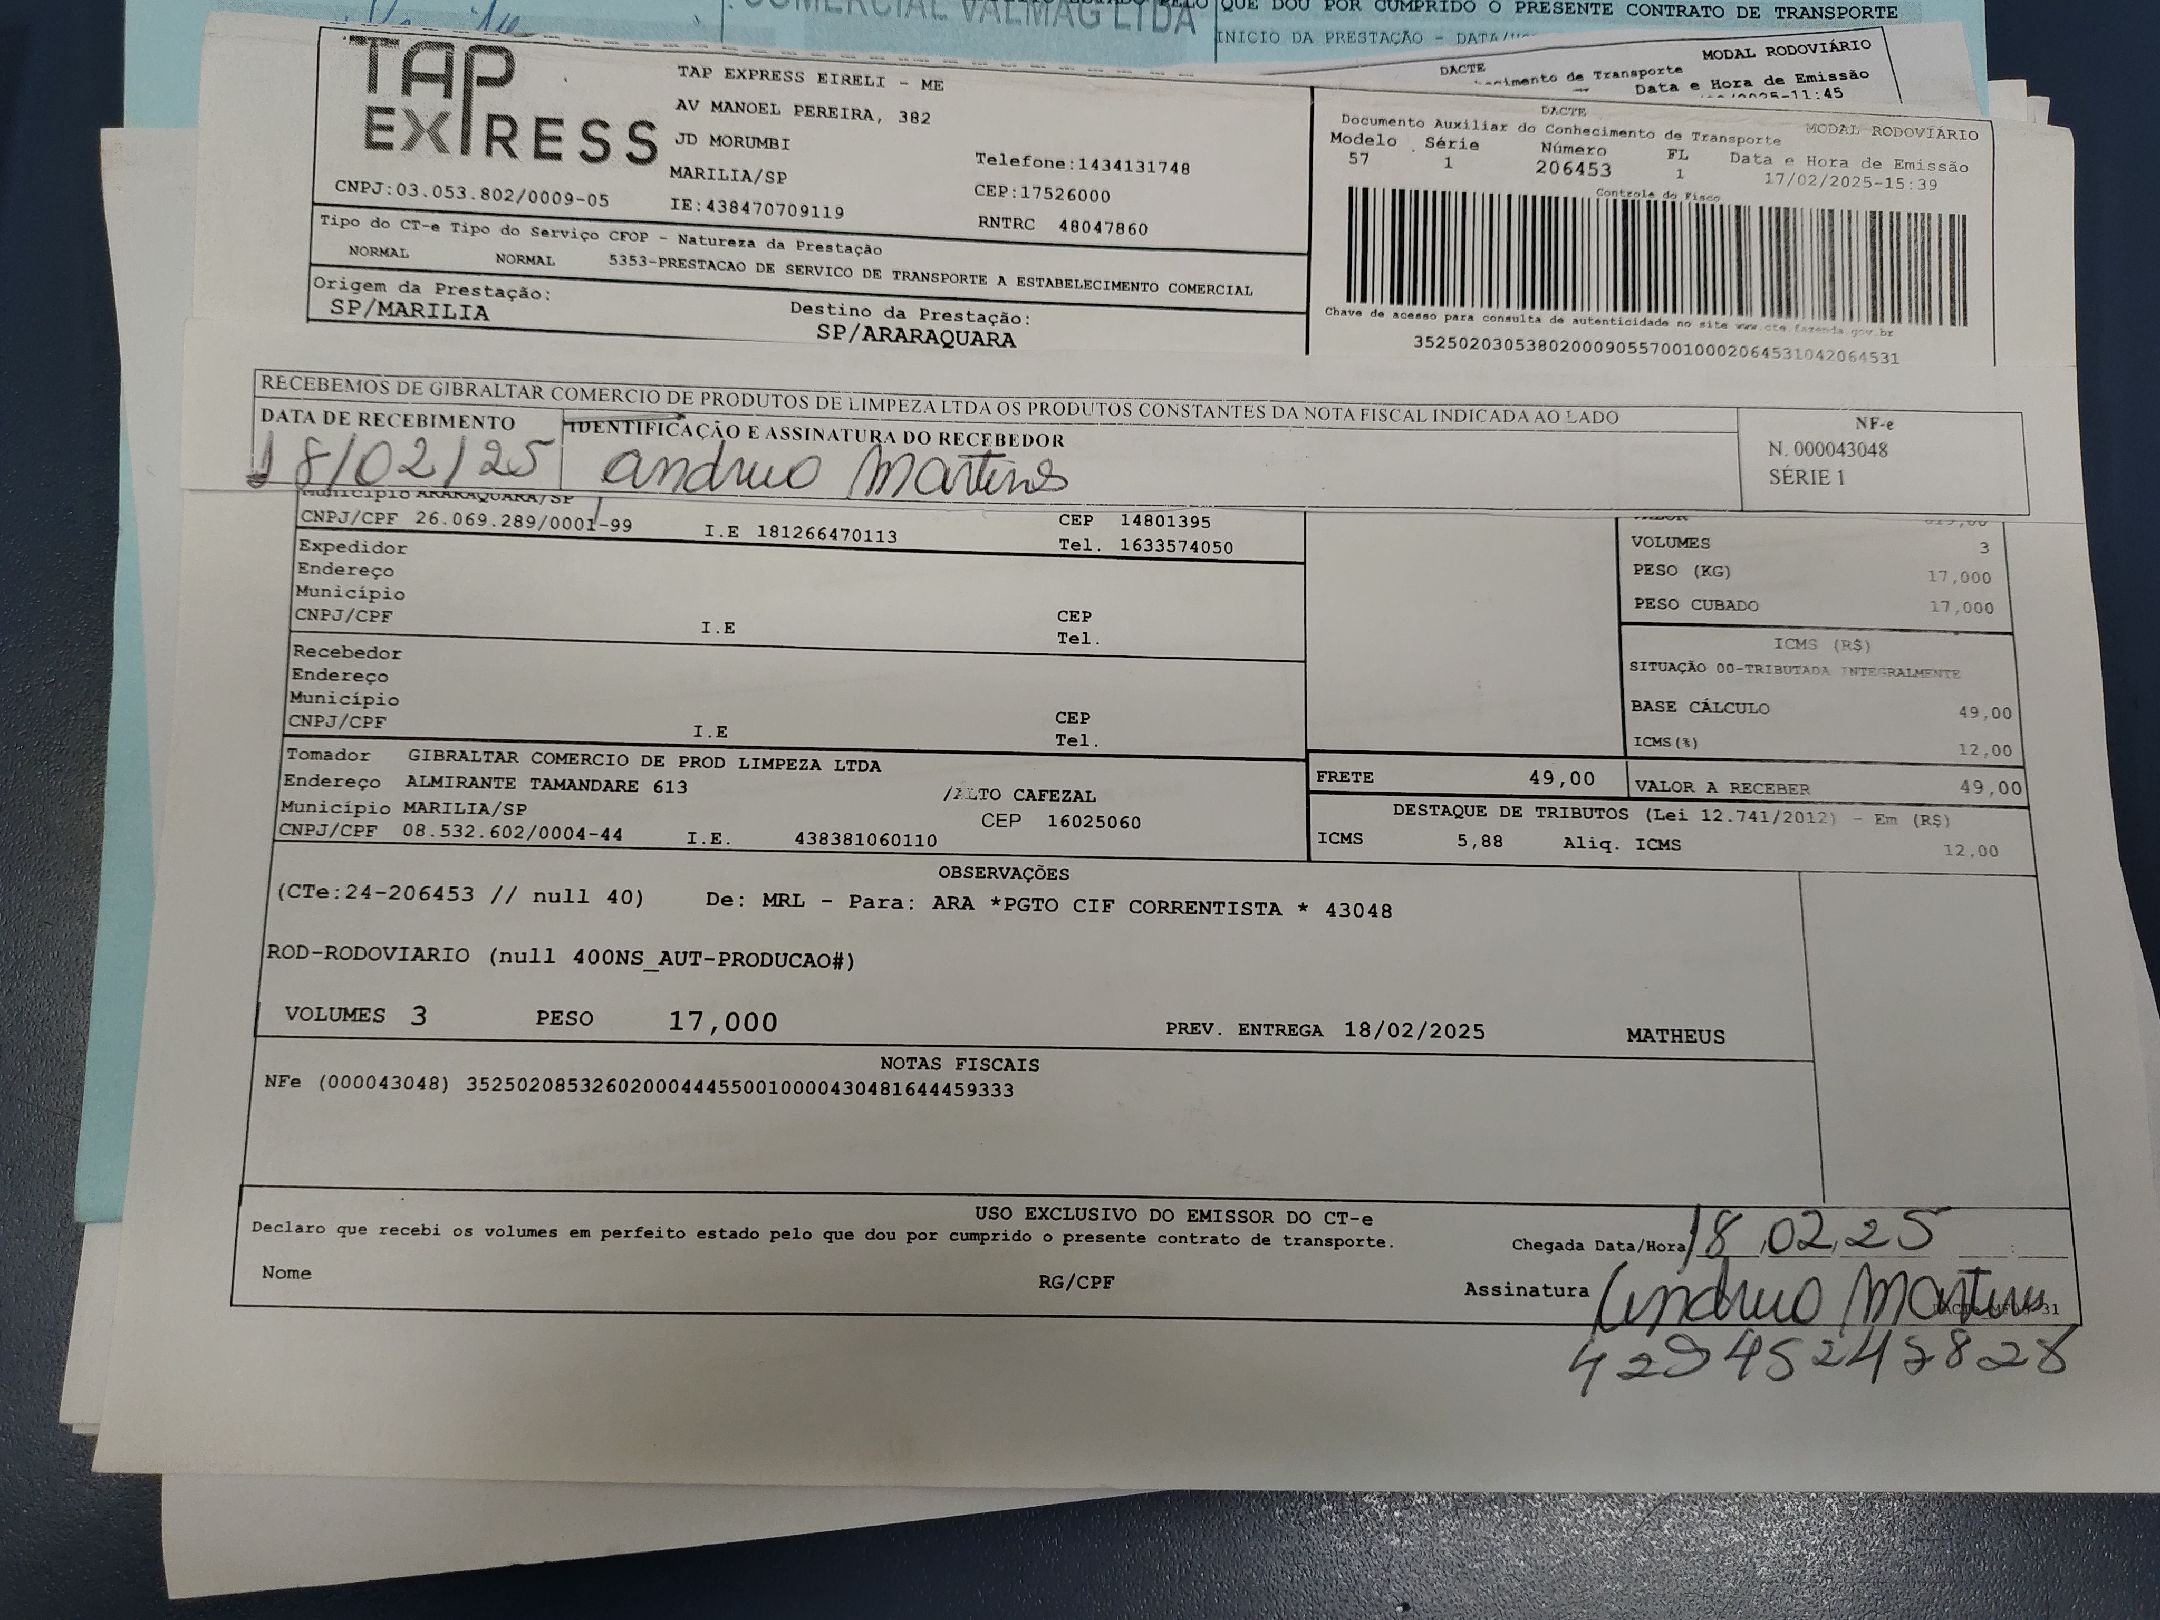 COMERCIAL VALMAG LTDA
QUE DOU POR CUMPRIDO O PRESENTE CONTRATO DE TRANSPORTE
INICIO DA PRESTAÇÃO - DATA/
MODAL RODOVIÁRIO
DACTE
de Transporte
Data e Hora de Emissão
2025-11:45
TAP EXPRESS
TAP EXPRESS EIRELI - ME
AV MANOEL PEREIRA, 382
JD MORUMBI
MARILIA/SP
Telefone:1434131748
CEP:17526000
CNPJ:03.053.802/0009-05
IE:438470709119
RNTRC 48047860
DACTE
Documento Auxiliar do Conhecimento de Transporte
MODAL RODOVIÁRIO
Modelo Série Número FL Data e Hora de Emissão
57 1 206453 1 17/02/2025-15:39
Controle do Fisco
Chave de acesso para consulta de autenticidade no site www.cte.fazenda.gov.br
35250203053802000905570010002064531042064531
Tipo do CT-e Tipo do Serviço CFOP - Natureza da Prestação
NORMAL NORMAL 5353-PRESTACAO DE SERVICO DE TRANSPORTE A ESTABELECIMENTO COMERCIAL
Origem da Prestação:
SP/MARILIA
Destino da Prestação:
SP/ARARAQUARA
RECEBEMOS DE GIBRALTAR COMERCIO DE PRODUTOS DE LIMPEZA LTDA OS PRODUTOS CONSTANTES DA NOTA FISCAL INDICADA AO LADO
DATA DE RECEBIMENTO
IDENTIFICAÇÃO E ASSINATURA DO RECEBEDOR
18/02/25
Martins
NF-e
N. 000043048
SÉRIE 1
Município ARARAQUARA/SP
CNPJ/CPF 26.069.289/0001-99 I.E 181266470113
CEP 14801395
Tel. 1633574050
Expedidor
Endereço
Município
CNPJ/CPF I.E CEP
Tel.
Recebedor
Endereço
Município
CNPJ/CPF I.E CEP
Tel.
VOLUMES 3
PESO (KG) 17,000
PESO CUBADO 17,000
ICMS (R$)
SITUAÇÃO 00-TRIBUTADA INTEGRALMENTE
BASE CÁLCULO 49,00
ICMS(%) 12,00
Tomador GIBRALTAR COMERCIO DE PROD LIMPEZA LTDA
Endereço ALMIRANTE TAMANDARE 613 /ALTO CAFEZAL
Município MARILIA/SP CEP 16025060
CNPJ/CPF 08.532.602/0004-44 I.E. 438381060110
FRETE 49,00 VALOR A RECEBER 49,00
DESTAQUE DE TRIBUTOS (Lei 12.741/2012) - Em (R$)
ICMS 5,88 Aliq. ICMS 12,00
OBSERVAÇÕES
(CTe:24-206453 // null 40) De: MRL - Para: ARA *PGTO CIF CORRENTISTA * 43048
ROD-RODOVIARIO (null 400NS_AUT-PRODUCAO#)
VOLUMES 3 PESO 17,000 PREV. ENTREGA 18/02/2025 MATHEUS
NOTAS FISCAIS
NFe (000043048) 35250208532602000444550010000430481644459333
USO EXCLUSIVO DO EMISSOR DO CT-e
Declaro que recebi os volumes em perfeito estado pelo que dou por cumprido o presente contrato de transporte.
Chegada Data/Hora 18 02 25
Nome RG/CPF Assinatura Martins